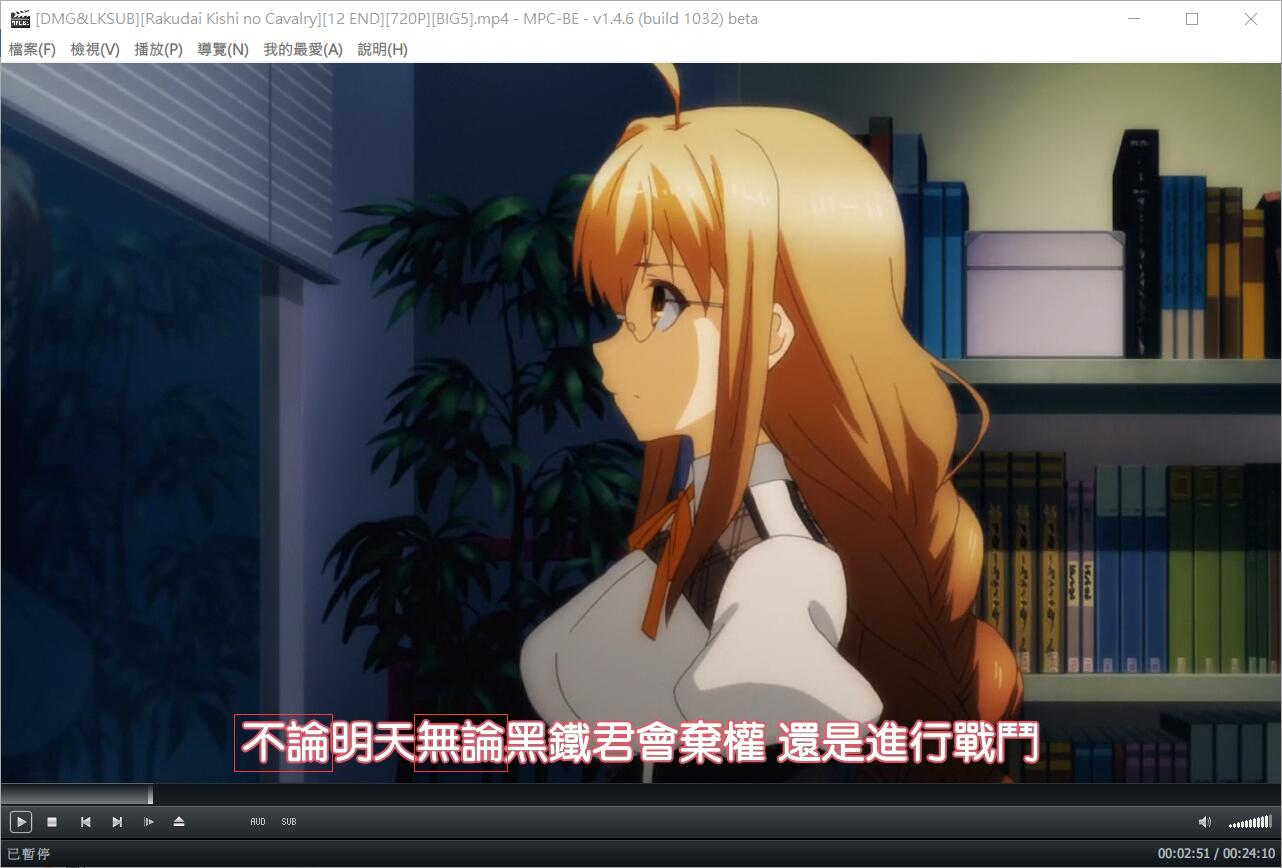 [DMG&LKSUB][Rakudai Kishi no Cavalry][12 END][720P][BIG5].mp4 - MPC-BE - v1.4.6 (build 1032) beta
檔案(F) 檢視(V) 播放(P) 導覽(N) 我的最愛(A) 說明(H)
不論明天無論黑鐵君會棄權 還是進行戰鬥
AUD SUB
已暫停 00:02:51 / 00:24:10